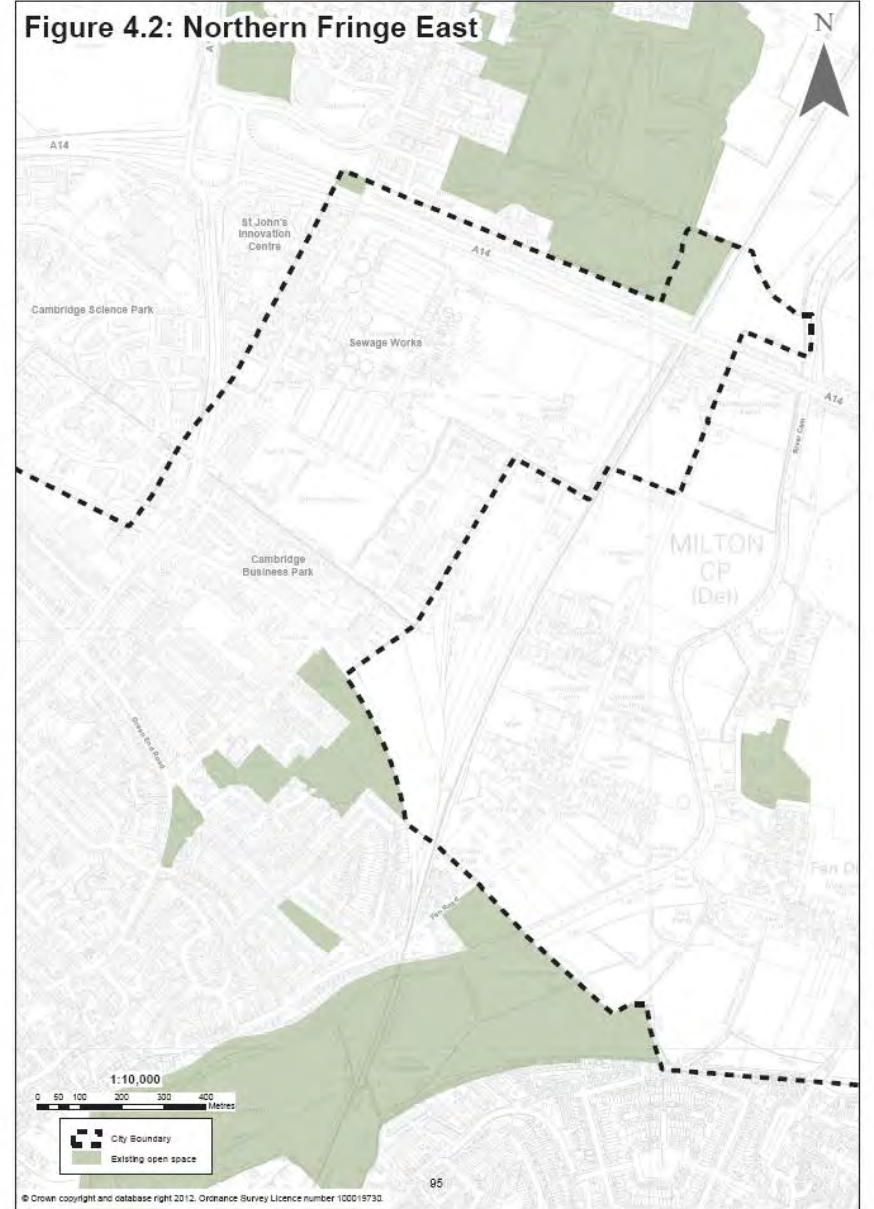 Figure 4.2: Northern Fringe East
N
A14
St John's
Innovation
Centre
A14
Cambridge Science Park
Sewage Works
A14
River Cam
MILTON
CP
(Det)
Cambridge
Business Park
Green End Road
Fen Road
1:10,000
0 50 100 200 300 400
Metres
City Boundary
Existing open space
95
© Crown copyright and database right 2012. Ordnance Survey Licence number 100019730.